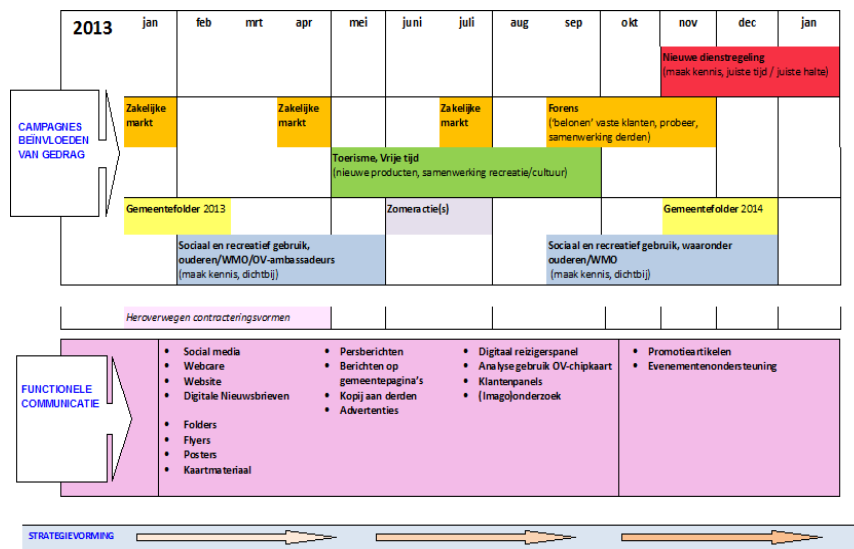 2013 jan feb mrt apr mei juni juli aug sep okt nov dec jan
Nieuwe dienstregeling
(maak kennis, juiste tijd / juiste halte)
CAMPAGNES
BEÏNVLOEDEN
VAN GEDRAG
Zakelijke
markt
Zakelijke
markt
Zakelijke
markt
Forens
('belonen' vaste klanten, probeer,
samenwerking derden)
Toerisme, Vrije tijd
(nieuwe producten, samenwerking recreatie/cultuur)
Gemeentefolder 2013
Zomeractie(s)
Gemeentefolder 2014
Sociaal en recreatief gebruik,
ouderen/WMO/OV-ambassadeurs
(maak kennis, dichtbij)
Sociaal en recreatief gebruik, waaronder
ouderen/WMO
(maak kennis, dichtbij)
Heroverwegen contracteringsvormen
FUNCTIONELE
COMMUNICATIE
• Social media
• Webcare
• Website
• Digitale Nieuwsbrieven
• Folders
• Flyers
• Posters
• Kaartmateriaal
• Persberichten
• Berichten op
gemeentepagina's
• Kopij aan derden
• Advertenties
• Digitaal reizigerspanel
• Analyse gebruik OV-chipkaart
• Klantenpanels
• (Imago)onderzoek
• Promotieartikelen
• Evenementenondersteuning
STRATEGIEVORMING